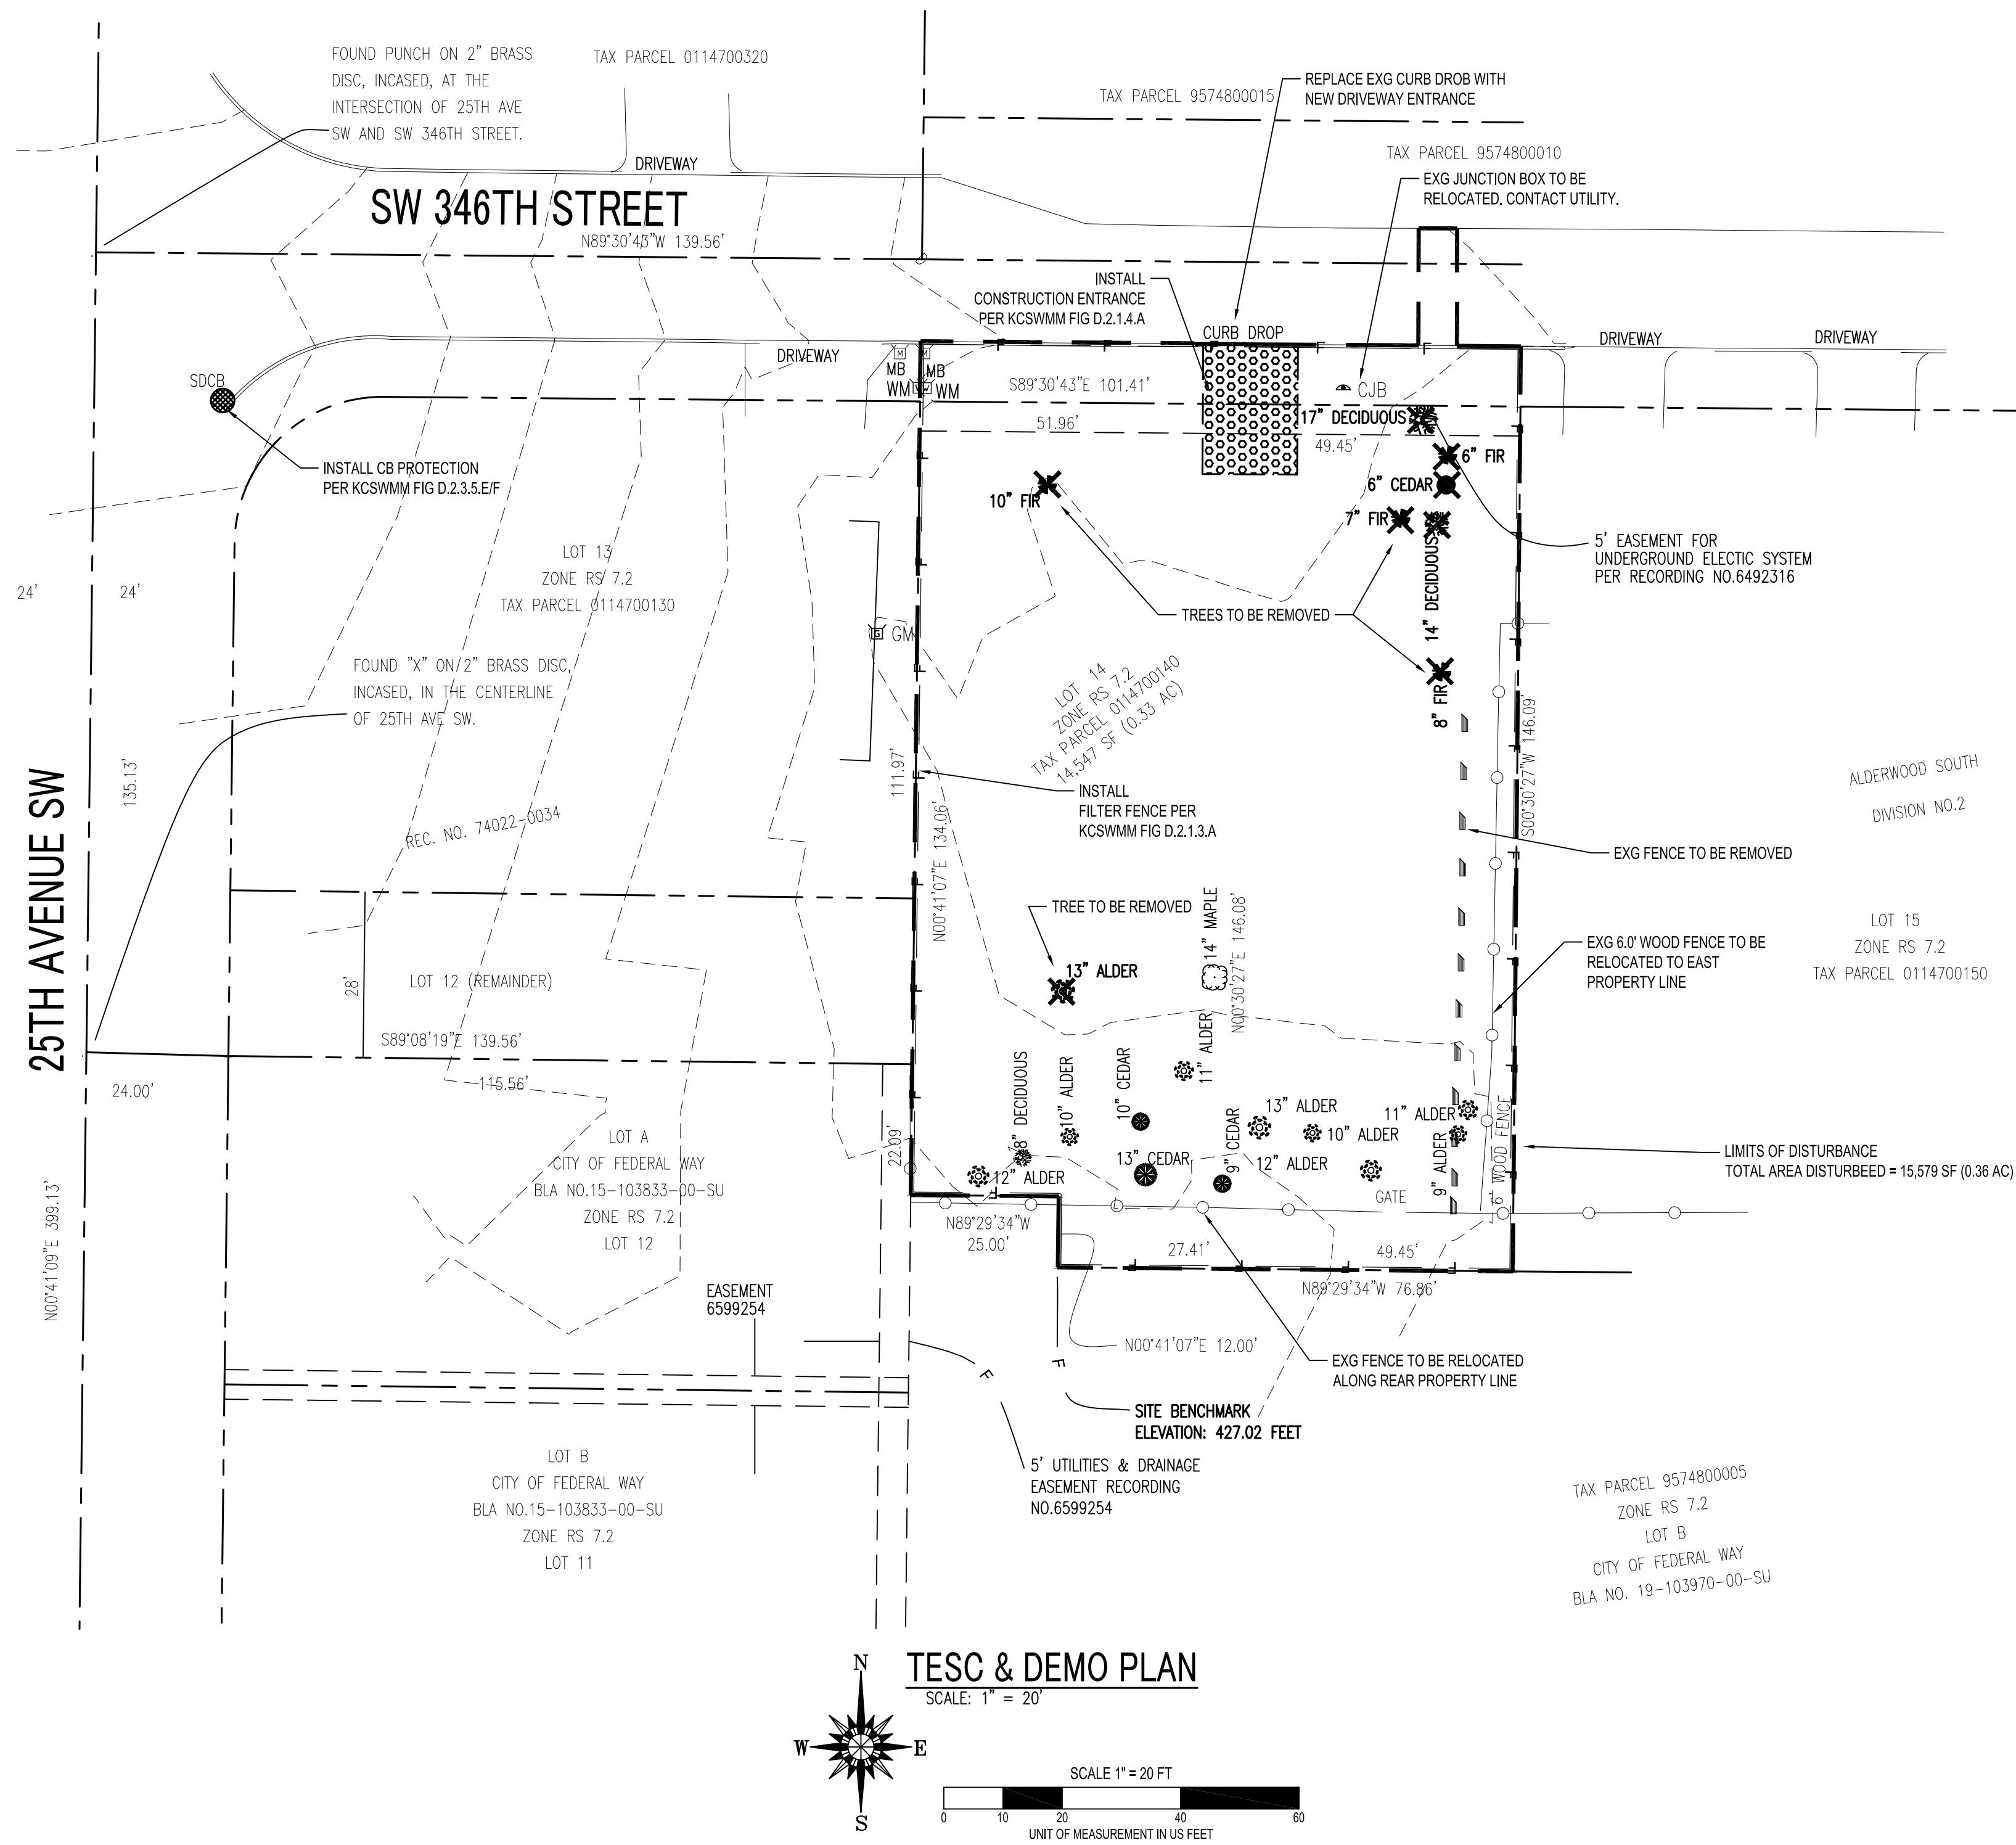 FOUND PUNCH ON 2" BRASS
DISC, INCASED, AT THE
INTERSECTION OF 25TH AVE
SW AND SW 346TH STREET.
TAX PARCEL 0114700320
TAX PARCEL 9574800015
REPLACE EXG CURB DROB WITH
NEW DRIVEWAY ENTRANCE
TAX PARCEL 9574800010
EXG JUNCTION BOX TO BE
RELOCATED. CONTACT UTILITY.
DRIVEWAY
SW 346TH STREET
N89°30'43"W 139.56'
INSTALL
CONSTRUCTION ENTRANCE
PER KCSWMM FIG D.2.1.4.A
CURB DROP
DRIVEWAY
DRIVEWAY
DRIVEWAY
M
MB
MB
WM
WM
SDCB
S89°30'43"E 101.41'
CJB
51.96'
49.45'
17" DECIDUOUS
6" FIR
6" CEDAR
10" FIR
7" FIR
14" DECIDUOUS
INSTALL CB PROTECTION
PER KCSWMM FIG D.2.3.5.E/F
5' EASEMENT FOR
UNDERGROUND ELECTIC SYSTEM
PER RECORDING NO.6492316
LOT 13
ZONE RS 7.2
TAX PARCEL 0114700130
24'
24'
TREES TO BE REMOVED
G
GM
8" FIR
FOUND "X" ON 2" BRASS DISC,
INCASED, IN THE CENTERLINE
OF 25TH AVE SW.
LOT 14
ZONE RS 7.2
TAX PARCEL 0114700140
14,547 SF (0.33 AC)
135.13'
111.97'
N00°41'07"E 134.06'
S00°30'27"W 146.09'
ALDERWOOD SOUTH
DIVISION NO.2
INSTALL
FILTER FENCE PER
KCSWMM FIG D.2.1.3.A
REC. NO. 74022-0034
25TH AVENUE SW
EXG FENCE TO BE REMOVED
TREE TO BE REMOVED
13" ALDER
14" MAPLE
N00°30'27"E 146.08'
EXG 6.0' WOOD FENCE TO BE
RELOCATED TO EAST
PROPERTY LINE
LOT 15
ZONE RS 7.2
TAX PARCEL 0114700150
28'
LOT 12 (REMAINDER)
S89°08'19"E 139.56'
115.56'
24.00'
N00°41'09"E 399.13'
22.09'
8" DECIDUOUS
10" ALDER
10" CEDAR
11" ALDER
13" ALDER
10" ALDER
11" ALDER
9" ALDER
6' WOOD FENCE
12" ALDER
13" CEDAR
9" CEDAR
12" ALDER
GATE
LIMITS OF DISTURBANCE
TOTAL AREA DISTURBEED = 15,579 SF (0.36 AC)
LOT A
CITY OF FEDERAL WAY
BLA NO.15-103833-00-SU
ZONE RS 7.2
LOT 12
N89°29'34"W
25.00'
27.41'
49.45'
N89°29'34"W 76.86'
EASEMENT
6599254
N00°41'07"E 12.00'
F
F
EXG FENCE TO BE RELOCATED
ALONG REAR PROPERTY LINE
SITE BENCHMARK
ELEVATION: 427.02 FEET
5' UTILITIES & DRAINAGE
EASEMENT RECORDING
NO.6599254
LOT B
CITY OF FEDERAL WAY
BLA NO.15-103833-00-SU
ZONE RS 7.2
LOT 11
TAX PARCEL 9574800005
ZONE RS 7.2
LOT B
CITY OF FEDERAL WAY
BLA NO. 19-103970-00-SU
TESC & DEMO PLAN
SCALE: 1" = 20'
N
W
E
S
SCALE 1" = 20 FT
0 10 20 40 60
UNIT OF MEASUREMENT IN US FEET